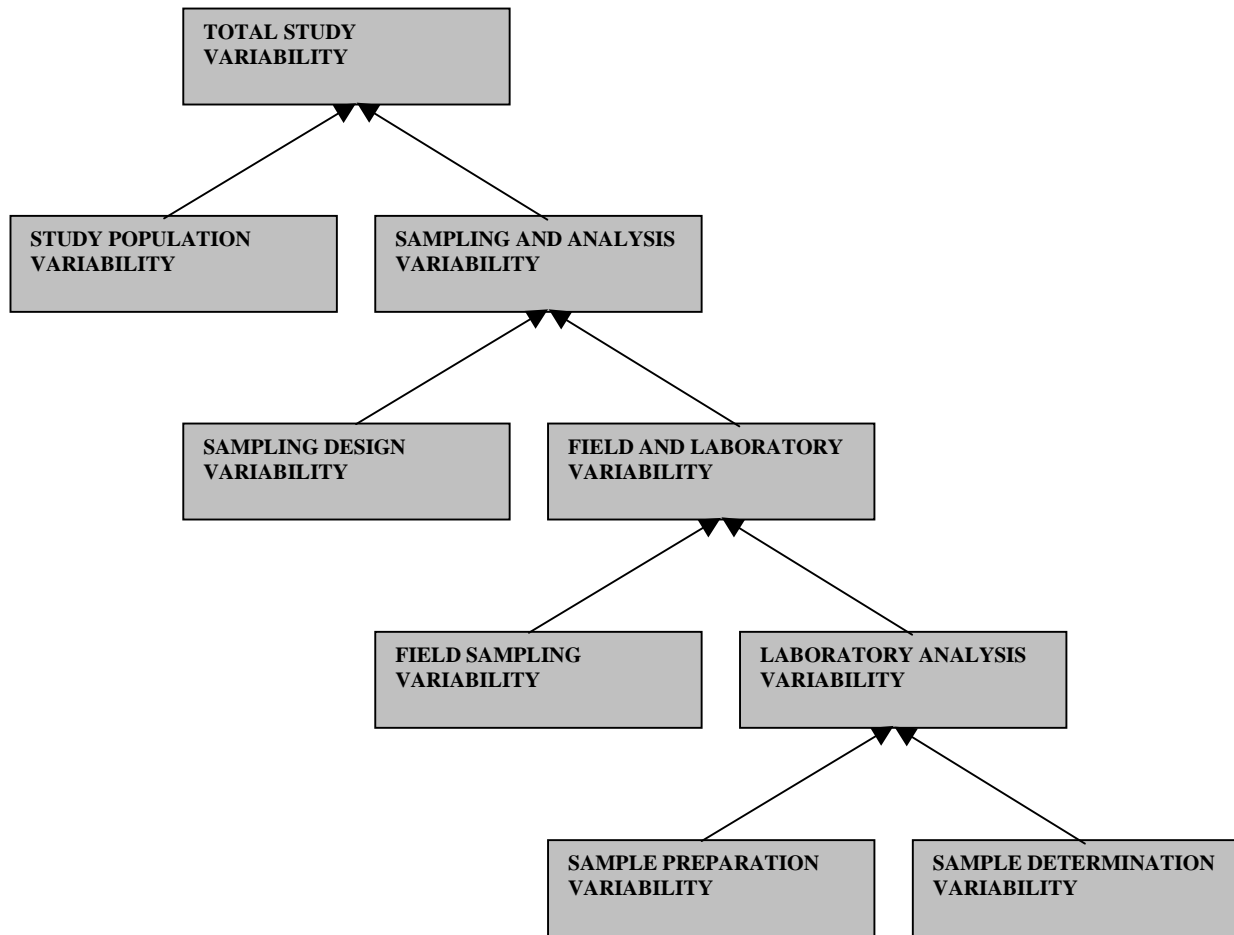 TOTAL STUDY
VARIABILITY
STUDY POPULATION
VARIABILITY
SAMPLING AND ANALYSIS
VARIABILITY
SAMPLING DESIGN
VARIABILITY
FIELD AND LABORATORY
VARIABILITY
FIELD SAMPLING
VARIABILITY
LABORATORY ANALYSIS
VARIABILITY
SAMPLE PREPARATION
VARIABILITY
SAMPLE DETERMINATION
VARIABILITY